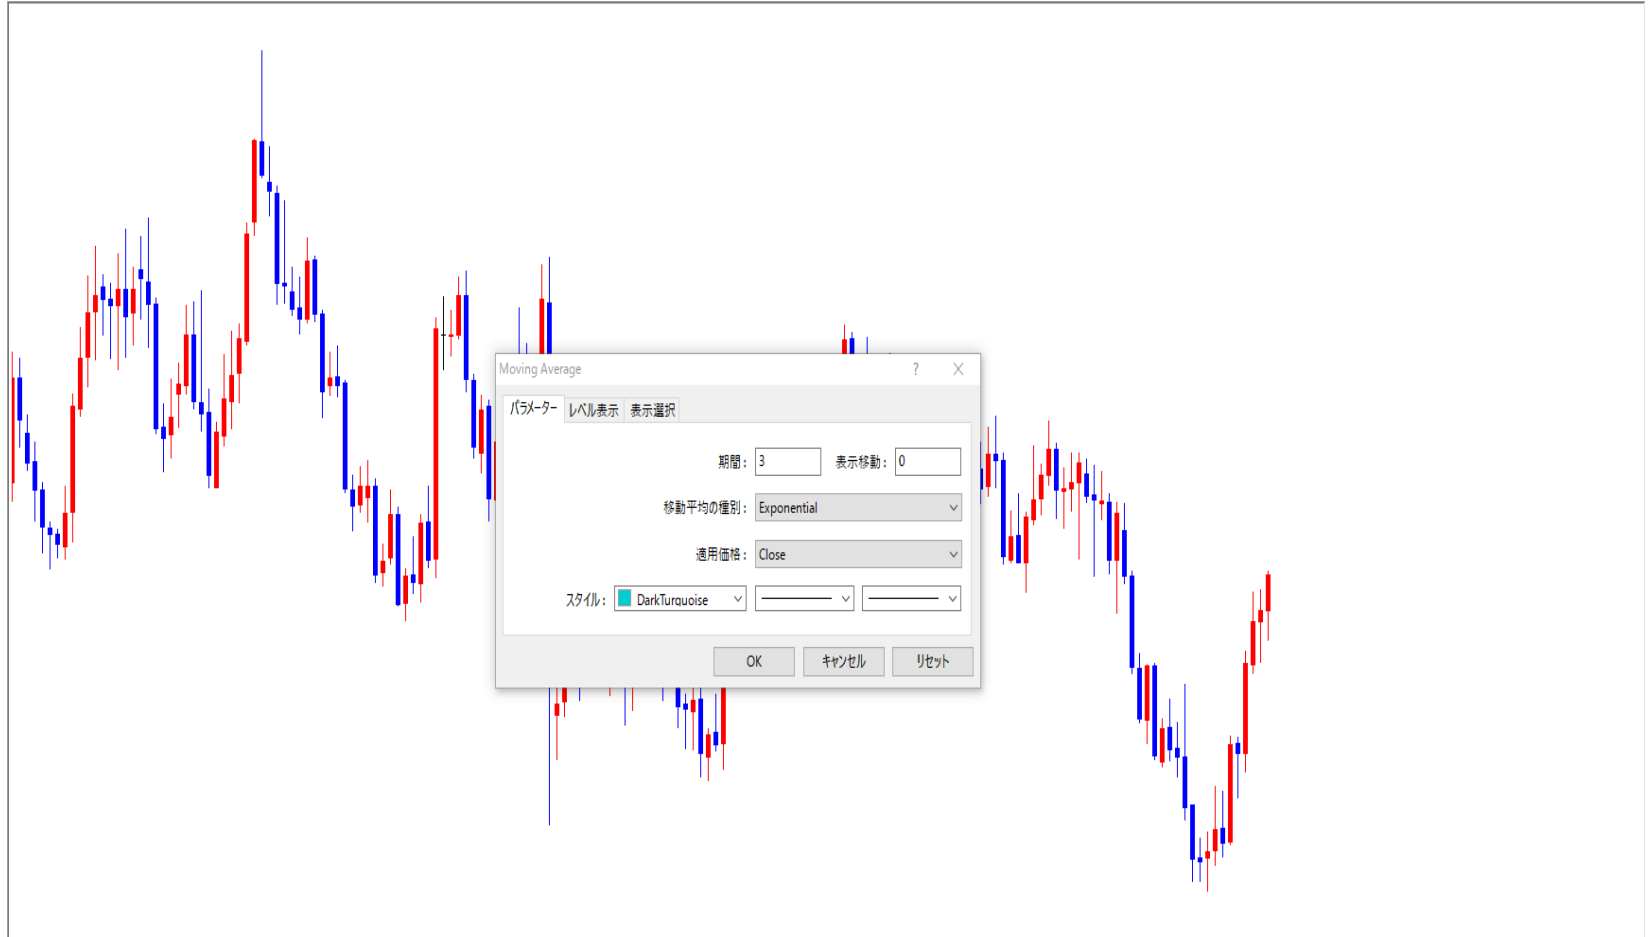 Moving Average ?
パラメーター レベル表示 表示選択
期間: 3 表示移動: 0
移動平均の種別: Exponential
適用価格: Close
スタイル: DarkTurquoise
OK キャンセル リセット